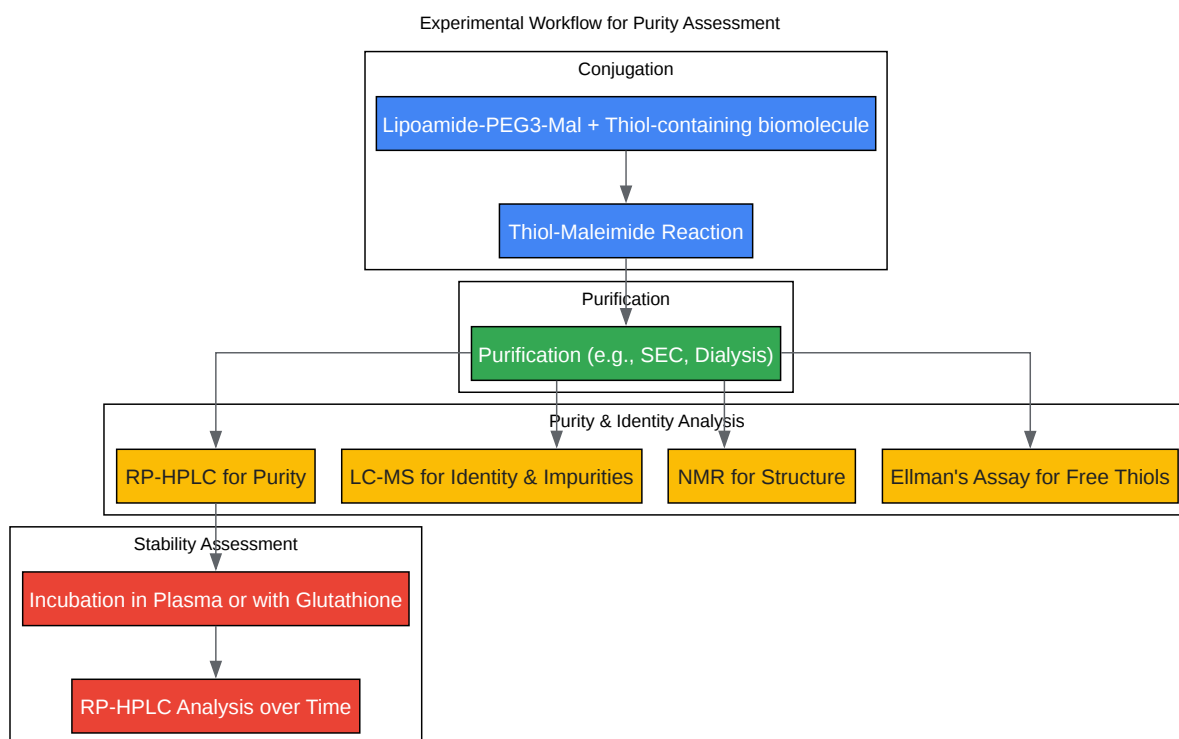 Experimental Workflow for Purity Assessment
Conjugation
Lipoamide-PEG3-Mal + Thiol-containing biomolecule
Thiol-Maleimide Reaction
Purification
Purification (e.g., SEC, Dialysis)
Purity & Identity Analysis
RP-HPLC for Purity
LC-MS for Identity & Impurities
NMR for Structure
Ellman's Assay for Free Thiols
Stability Assessment
Incubation in Plasma or with Glutathione
RP-HPLC Analysis over Time